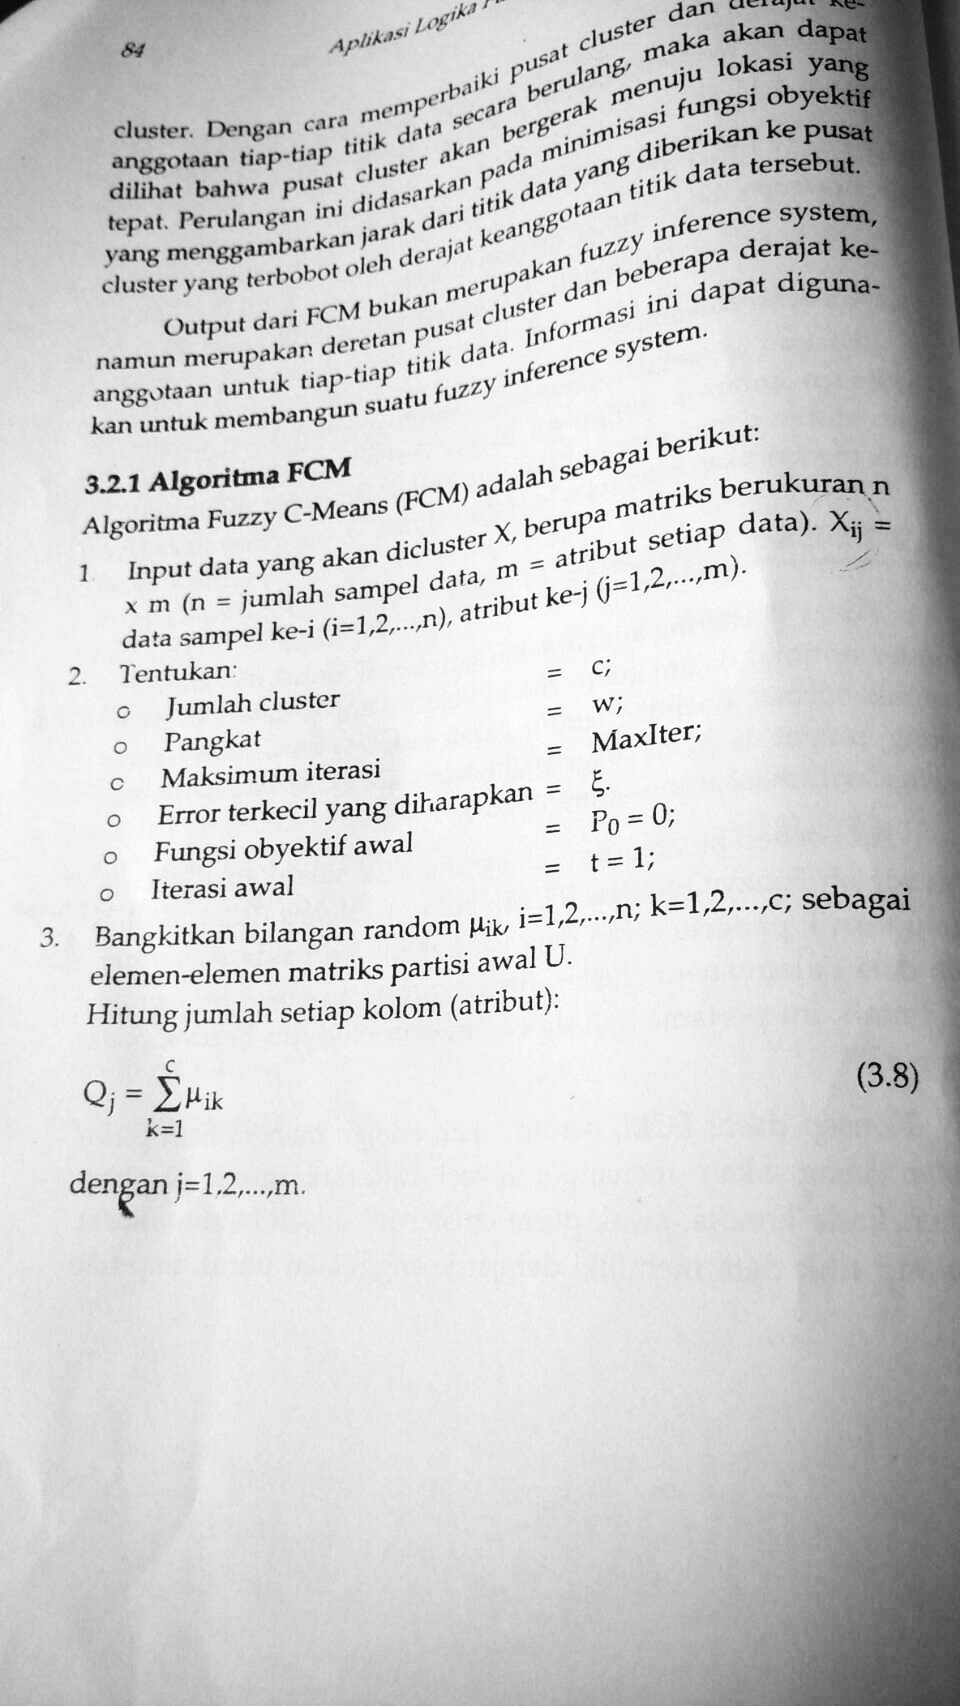 84
Aplikasi Logika
cluster. Dengan cara memperbaiki pusat cluster dan derajat ke-
anggotaan tiap-tiap titik data secara berulang, maka akan dapat
dilihat bahwa pusat cluster akan bergerak menuju lokasi yang
tepat. Perulangan ini didasarkan pada minimisasi fungsi obyektif
yang menggambarkan jarak dari titik data yang diberikan ke pusat
cluster yang terbobot oleh derajat keanggotaan titik data tersebut.
Output dari FCM bukan merupakan fuzzy inference system,
namun merupakan deretan pusat cluster dan beberapa derajat ke-
anggotaan untuk tiap-tiap titik data. Informasi ini dapat diguna-
kan untuk membangun suatu fuzzy inference system.
3.2.1 Algoritma FCM
Algoritma Fuzzy C-Means (FCM) adalah sebagai berikut:
1. Input data yang akan dicluster X, berupa matriks berukuran n
x m (n = jumlah sampel data, m = atribut setiap data). Xij =
data sampel ke-i (i=1,2,...,n), atribut ke-j (j=1,2,...,m).
2. Tentukan:
o Jumlah cluster = c;
o Pangkat = w;
o Maksimum iterasi = MaxIter;
o Error terkecil yang diharapkan = ξ.
o Fungsi obyektif awal = P0 = 0;
o Iterasi awal = t = 1;
3. Bangkitkan bilangan random μik, i=1,2,...,n; k=1,2,...,c; sebagai
elemen-elemen matriks partisi awal U.
Hitung jumlah setiap kolom (atribut):
Qj = c∑k=1 μik (3.8)
dengan j=1,2,...,m.